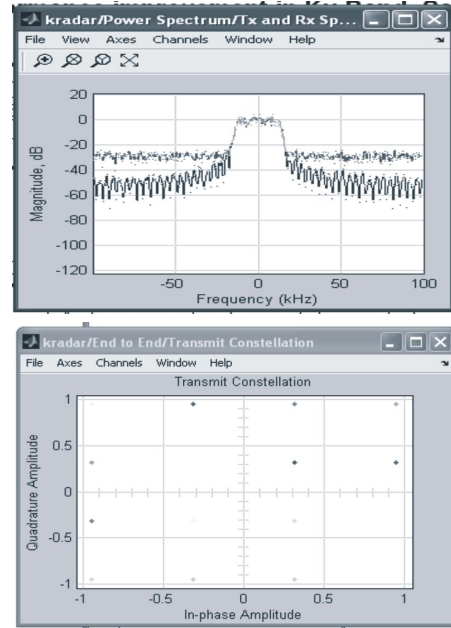 kradar/Power Spectrum/Tx and Rx Sp...
File View Axes Channels Window Help
20
0
-20
-40
-60
-80
-100
-120
Magnitude, dB
-50 0 50 100
Frequency (kHz)
kradar/End to End/Transmit Constellation
File Axes Channels Window Help
Transmit Constellation
1
0.5
0
-0.5
-1
Quadrature Amplitude
-1 -0.5 0 0.5 1
In-phase Amplitude